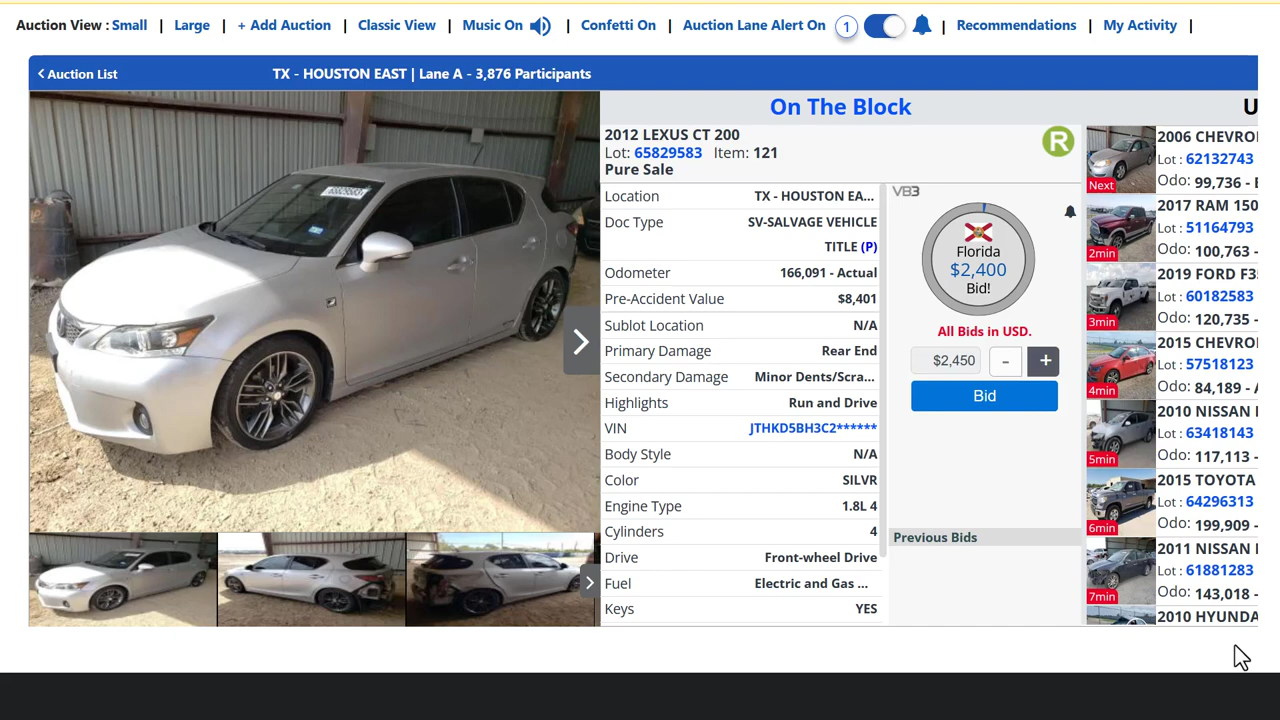 Auction View : Small | Large | + Add Auction | Classic View | Music On | Confetti On | Auction Lane Alert On 1 | Recommendations | My Activity |
Auction List
TX - HOUSTON EAST | Lane A - 3,876 Participants
On The Block
2012 LEXUS CT 200
Lot: 65829583 Item: 121
Pure Sale
R
Location TX - HOUSTON EA...
Doc Type SV-SALVAGE VEHICLE TITLE (P)
Odometer 166,091 - Actual
Pre-Accident Value $8,401
Sublot Location N/A
Primary Damage Rear End
Secondary Damage Minor Dents/Scra...
Highlights Run and Drive
VIN JTHKD5BH3C2******
Body Style N/A
Color SILVR
Engine Type 1.8L 4
Cylinders 4
Drive Front-wheel Drive
Fuel Electric and Gas ...
Keys YES
VB3
Florida
$2,400
Bid!
All Bids in USD.
$2,450 - +
Bid
Previous Bids
U
2006 CHEVRO
Lot : 62132743
Odo: 99,736 -
Next
2017 RAM 150
Lot : 51164793
Odo: 100,763 -
2min
2019 FORD F3
Lot : 60182583
Odo: 120,735 -
3min
2015 CHEVRO
Lot : 57518123
Odo: 84,189 -
4min
2010 NISSAN
Lot : 63418143
Odo: 117,113 -
5min
2015 TOYOTA
Lot : 64296313
Odo: 199,909 -
6min
2011 NISSAN
Lot : 61881283
Odo: 143,018 -
7min
2010 HYUNDA